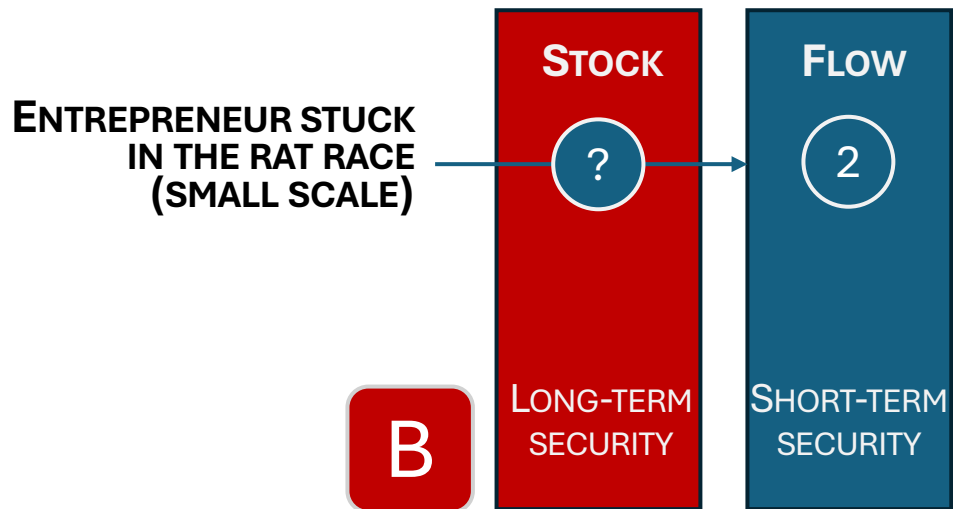 STOCK
FLOW
ENTREPRENEUR STUCK
IN THE RAT RACE
(SMALL SCALE)
?
2
LONG-TERM
SECURITY
SHORT-TERM
SECURITY
B